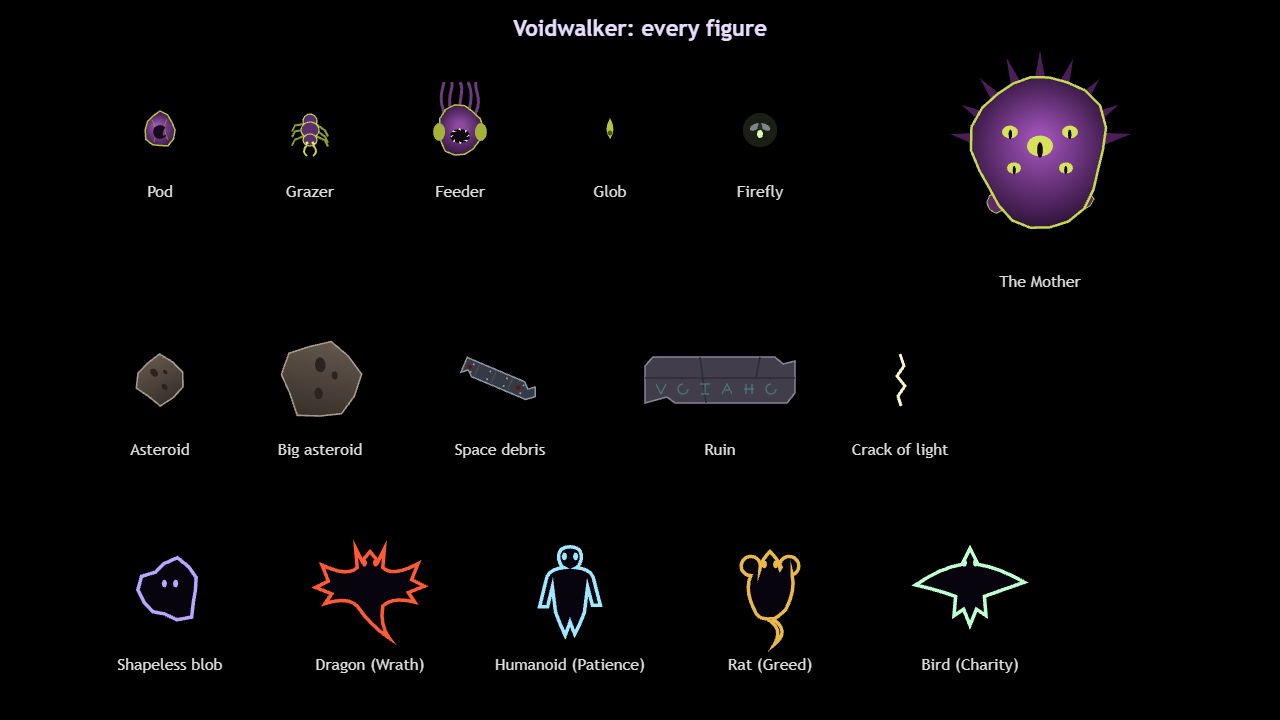 Voidwalker: every figure
Pod
Grazer
Feeder
Glob
Firefly
The Mother
Asteroid
Big asteroid
Space debris
Ruin
Crack of light
Shapeless blob
Dragon (Wrath)
Humanoid (Patience)
Rat (Greed)
Bird (Charity)